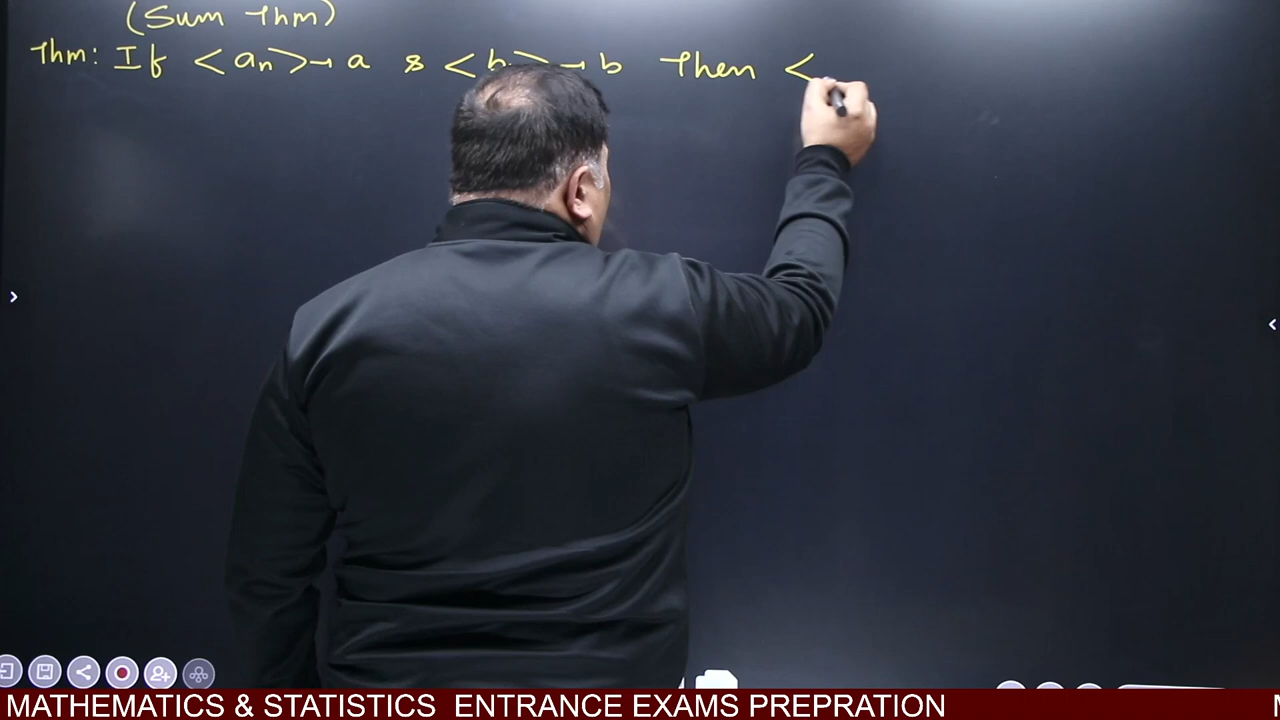 (Sum Thm)
Thm: If <an>→ a & <b >→ b Then <
MATHEMATICS & STATISTICS ENTRANCE EXAMS PREPRATION